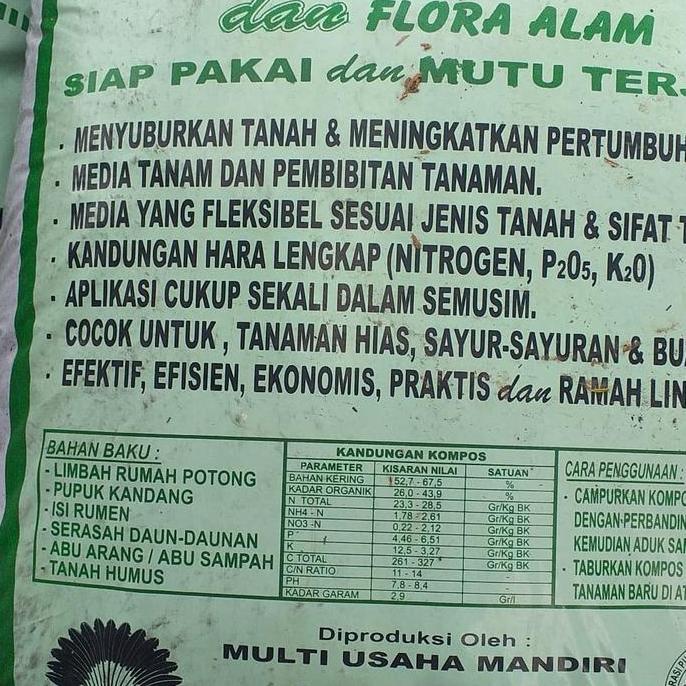 dan FLORA ALAM
SIAP PAKAI dan MUTU
• MENYUBURKAN TANAH & MENINGKATKAN
• MEDIA TANAM DAN PEMBIBITAN TANAMAN.
• MEDIA YANG FLEKSIBEL SESUAI JENIS TANAH & SIFAT
• KANDUNGAN HARA LENGKAP (NITROGEN, P2O5, K2O)
• APLIKASI CUKUP SEKALI DALAM SEMUSIM.
• COCOK UNTUK , TANAMAN HIAS, SAYUR-SAYURAN &
• EFEKTIF, EFISIEN, EKONOMIS, PRAKTIS dan RAMAH
BAHAN BAKU :
- LIMBAH RUMAH POTONG
- PUPUK KANDANG
- ISI RUMEN
- SERASAH DAUN-DAUNAN
- ABU ARANG / ABU SAMPAH
- TANAH HUMUS
KANDUNGAN KOMPOS
PARAMETER KISARAN NILAI SATUAN
BAHAN KERING 52,7 - 67,5 %
KADAR ORGANIK 26,0 - 43,9 %
N TOTAL 23,3 - 28,5 Gr/Kg BK
NH4 - N 1,78 - 2,61 Gr/Kg BK
NO3 - N 0,22 - 2,12 Gr/Kg BK
P 4,46 - 6,51 Gr/Kg BK
K 12,5 - 3,27 Gr/Kg BK
C TOTAL 261 - 327 Gr/Kg BK
C/N RATIO 11 - 14 -
PH 7,8 - 8,4 -
KADAR GARAM 2,9 Gr/l
CARA PENGGUNAAN :
- CAMPURKAN
DENGAN PERBANDIN
KEMUDIAN ADUK
- TABURKAN KOMPOS
TANAMAN BARU DI
Diproduksi Oleh :
MULTI USAHA MANDIRI